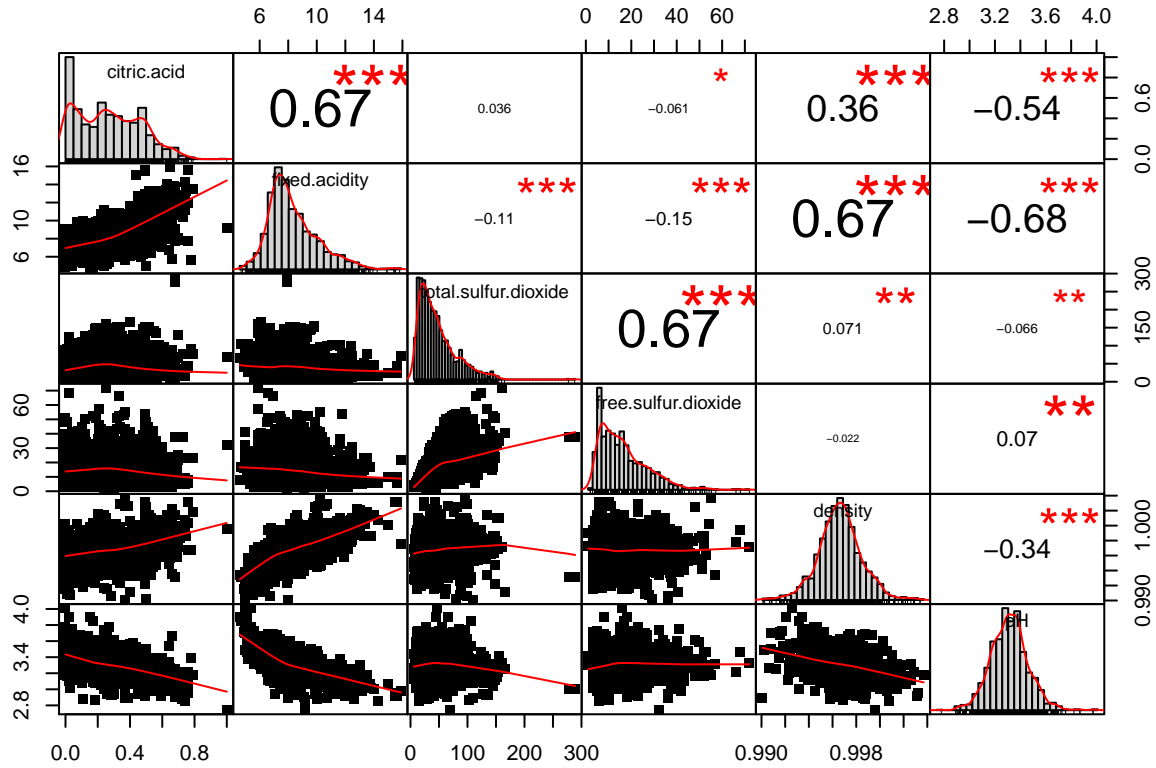 6 10 14 0 20 40 60 2.8 3.2 3.6 4.0
citric.acid 0.67 *** 0.036 -0.061 * 0.36 *** −0.54 *** 0.0 0.6
6 10 16 fixed.acidity -0.11 *** -0.15 *** 0.67 *** −0.68 ***
total.sulfur.dioxide 0.67 *** 0.071 ** -0.066 ** 0 150 300
0 30 60 free.sulfur.dioxide -0.022 0.07 **
density −0.34 *** 0.990 1.000
2.8 3.4 4.0 pH
0.0 0.4 0.8 0 100 200 300 0.990 0.998